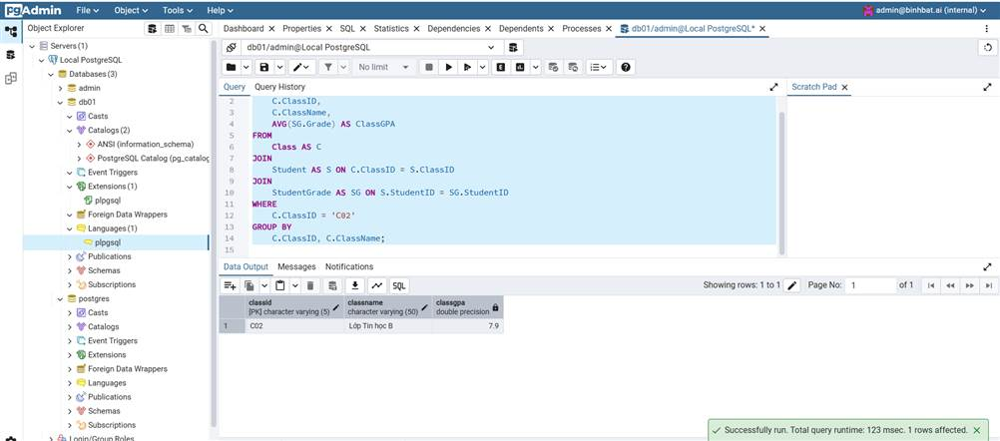 pgAdmin File Object Tools Help admin@binhbat.ai (internal)
Object Explorer
Dashboard Properties SQL Statistics Dependencies Dependents Processes db01/admin@Local PostgreSQL*
Servers (1)
Local PostgreSQL
Databases (3)
admin
db01
Casts
Catalogs (2)
ANSI (information_schema)
PostgreSQL Catalog (pg_catalog
Event Triggers
Extensions (1)
plpgsql
Foreign Data Wrappers
Languages (1)
plpgsql
Publications
Schemas
Subscriptions
postgres
Casts
Catalogs
Event Triggers
Extensions
Foreign Data Wrappers
Languages
Publications
Schemas
Subscriptions
Login/Group Roles
db01/admin@Local PostgreSQL
No limit
Query Query History
Scratch Pad
2 C.ClassID,
3 C.ClassName,
4 AVG(SG.Grade) AS ClassGPA
5 FROM
6 Class AS C
7 JOIN
8 Student AS S ON C.ClassID = S.ClassID
9 JOIN
10 StudentGrade AS SG ON S.StudentID = SG.StudentID
11 WHERE
12 C.ClassID = 'C02'
13 GROUP BY
14 C.ClassID, C.ClassName;
15
Data Output Messages Notifications
SQL
Showing rows: 1 to 1 Page No: 1 of 1
classid classname classgpa
[PK] character varying (5) character varying (50) double precision
1 C02 Lớp Tin học B 7.9
Successfully run. Total query runtime: 123 msec. 1 rows affected.